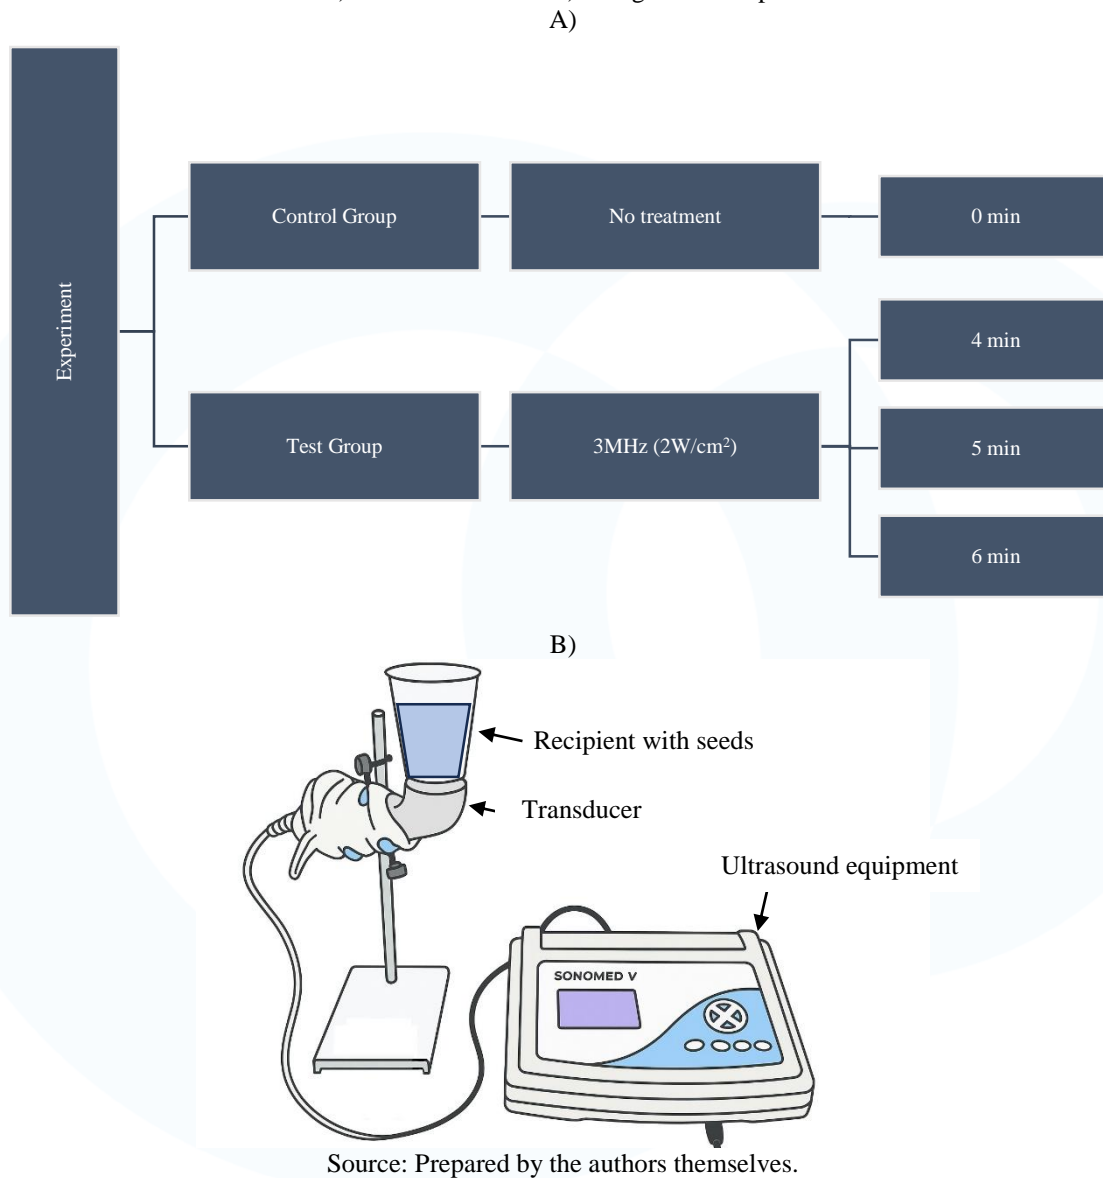 A)
Experiment
Control Group
No treatment
0 min
Test Group
3MHz (2W/cm²)
4 min
5 min
6 min
B)
Recipient with seeds
Transducer
Ultrasound equipment
SONOMED V
Source: Prepared by the authors themselves.